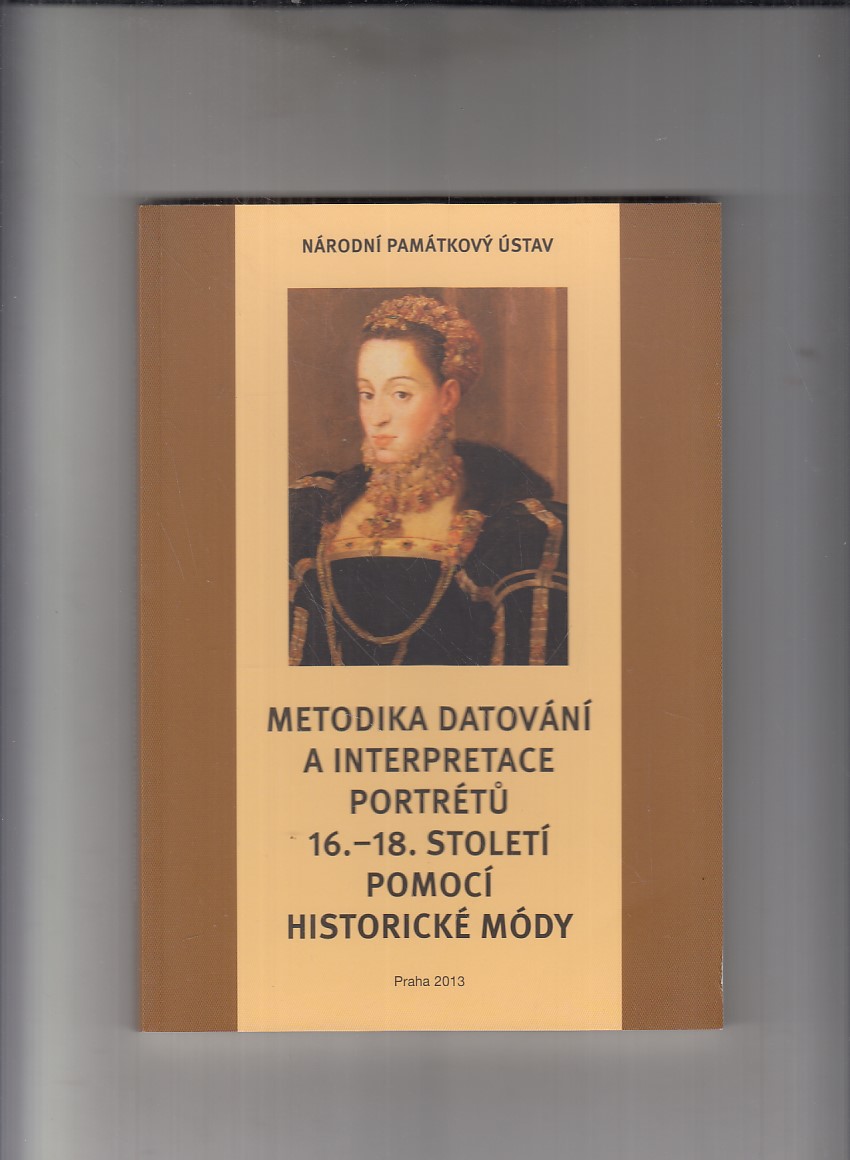 NÁRODNÍ PAMÁTKOVÝ ÚSTAV
METODIKA DATOVÁNÍ
A INTERPRETACE
PORTRÉTŮ
16.–18. STOLETÍ
POMOCÍ
HISTORICKÉ MÓDY
Praha 2013